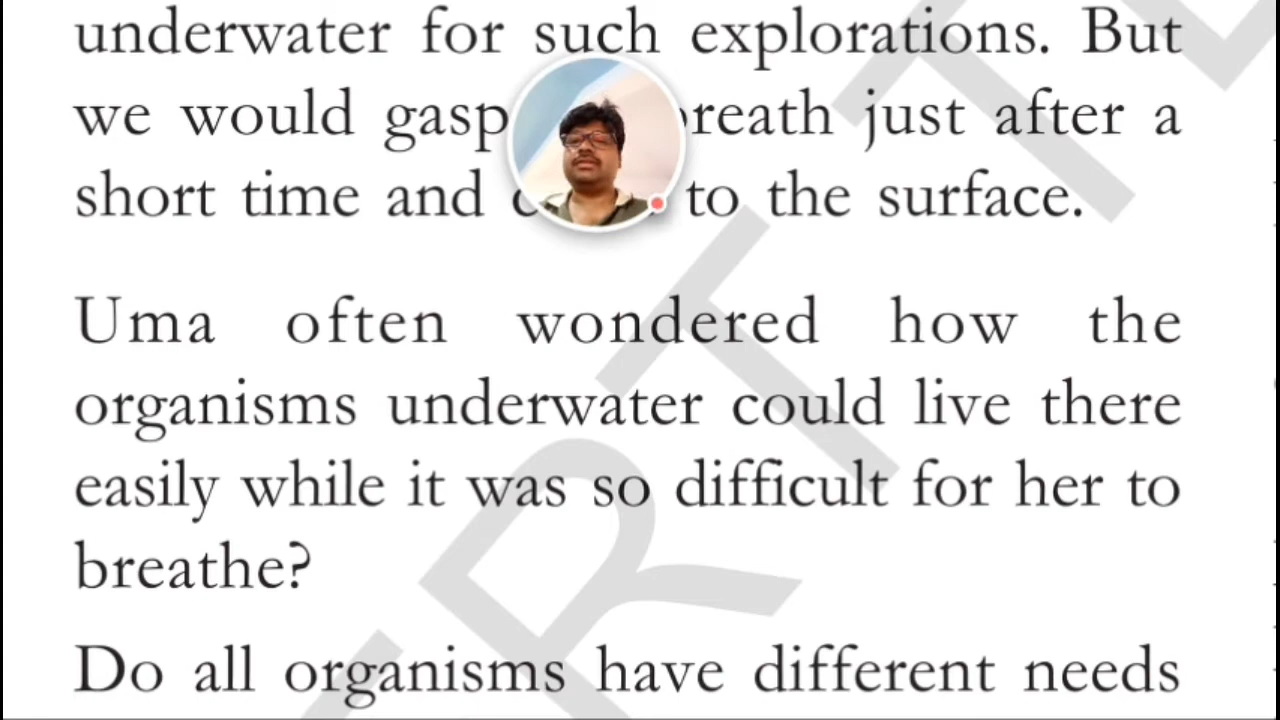 underwater for such explorations. But
we would gasp reath just after a
short time and to the surface.
Uma often wondered how the
organisms underwater could live there
easily while it was so difficult for her to
breathe?
Do all organisms have different needs